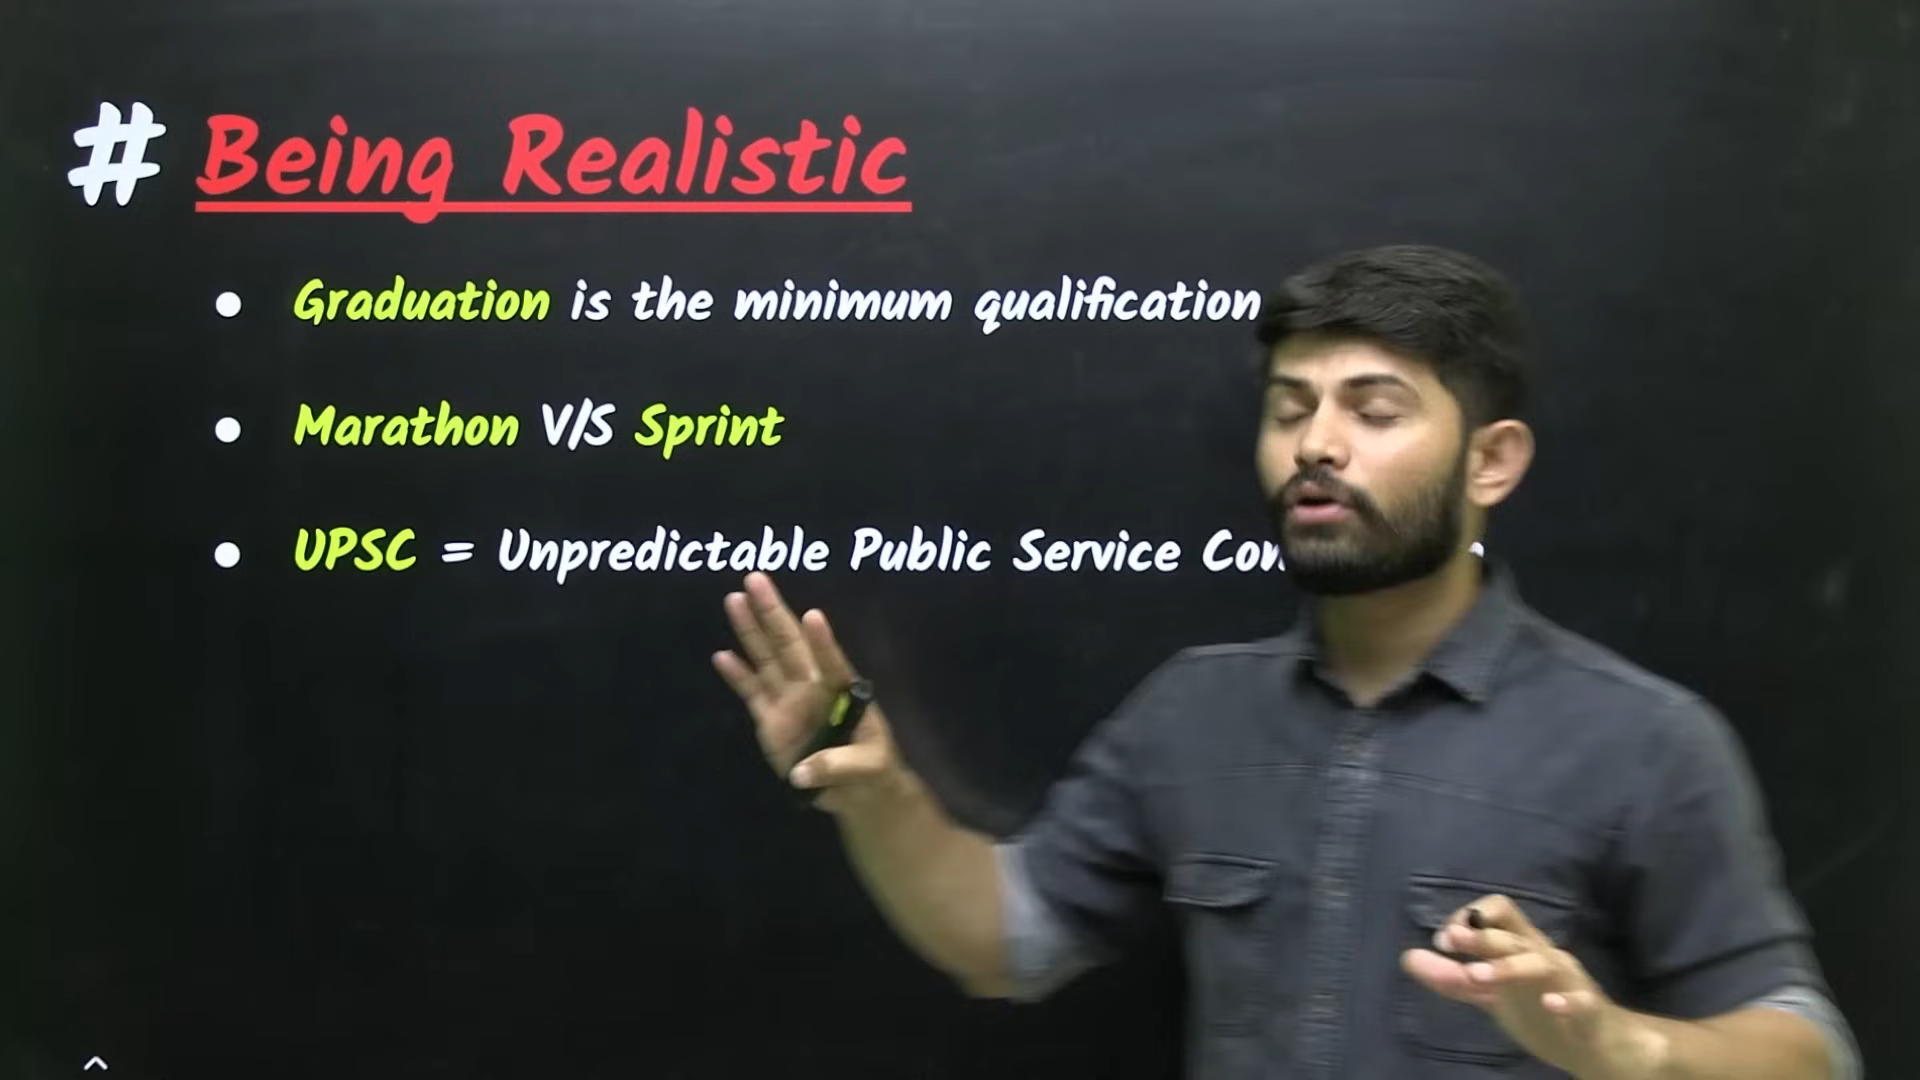 # Being Realistic
• Graduation is the minimum qualification
• Marathon V/S Sprint
• UPSC = Unpredictable Public Service